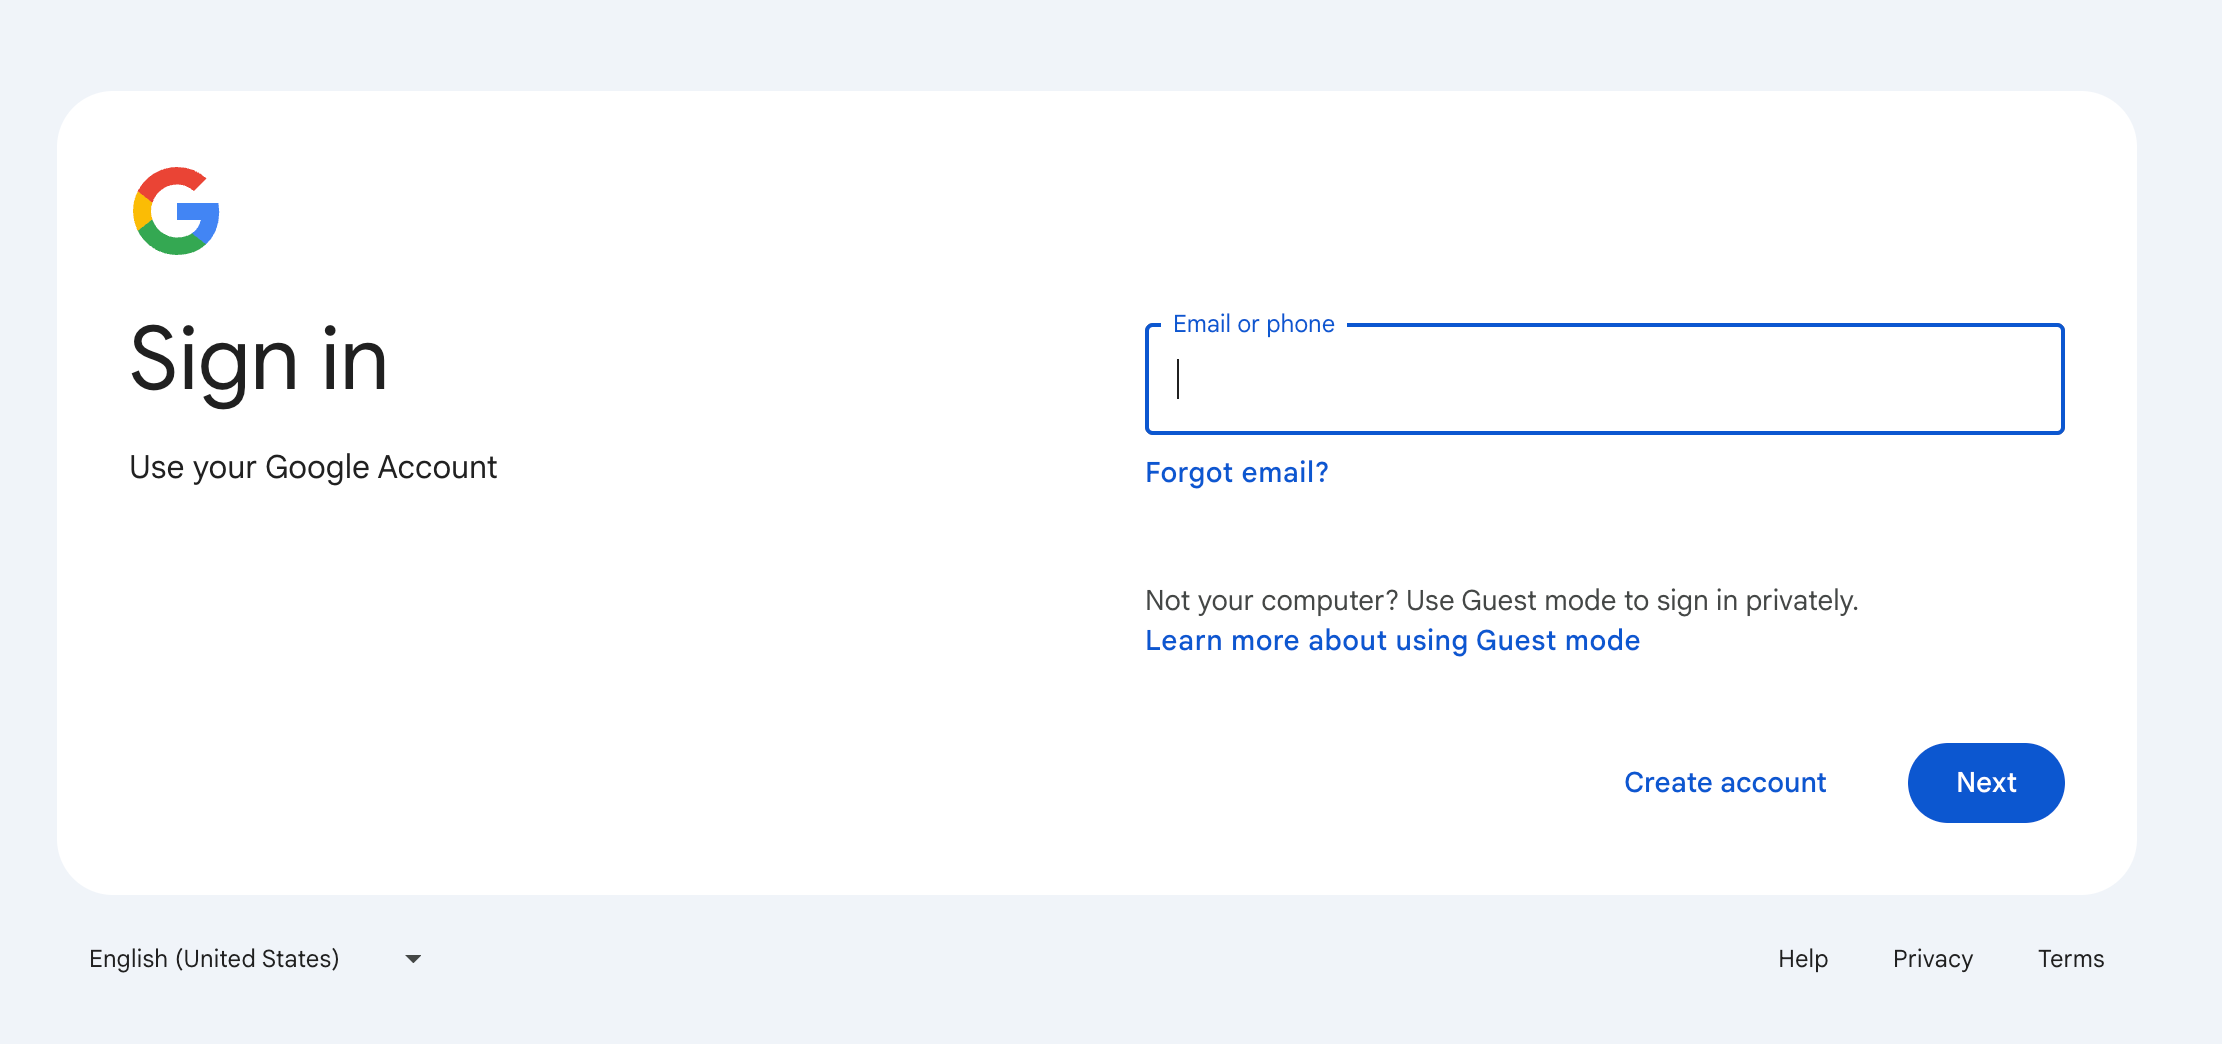 Sign in
Use your Google Account
Email or phone
Forgot email?
Not your computer? Use Guest mode to sign in privately.
Learn more about using Guest mode
Create account
Next
English (United States)
Help
Privacy
Terms